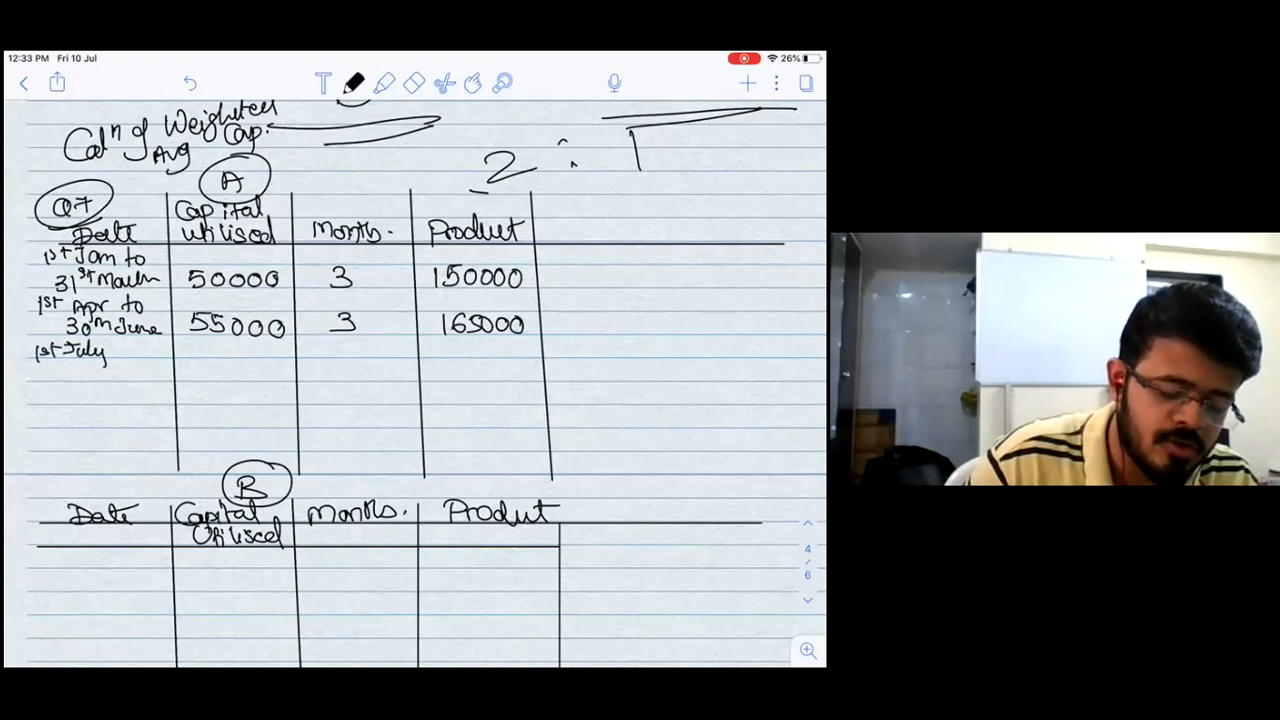 12:33 PM Fri 10 Jul
26%
Calⁿ of Weighted
Avg Cap.
2 : 1
A
Q7
Date Capital Utilised Months. Product
1st Jan to
31st March 50000 3 150000
1st Apr to
30th June 55000 3 165000
1st July
B
Date Capital Utilised Months. Product
4
/
6